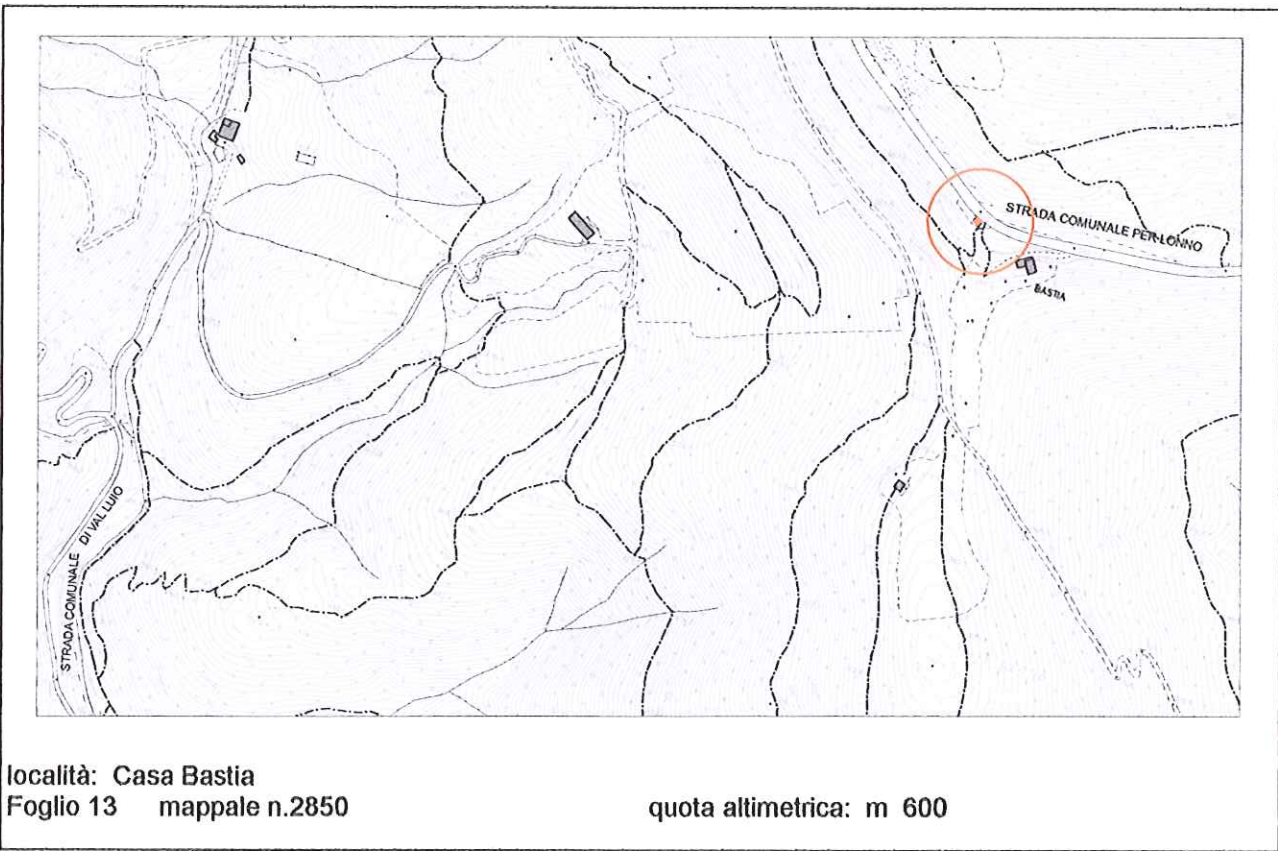 STRADA COMUNALE PER LONNO
BASTIA
STRADA COMUNALE DI VAL LUIO
località: Casa Bastia
Foglio 13 mappale n.2850 quota altimetrica: m 600